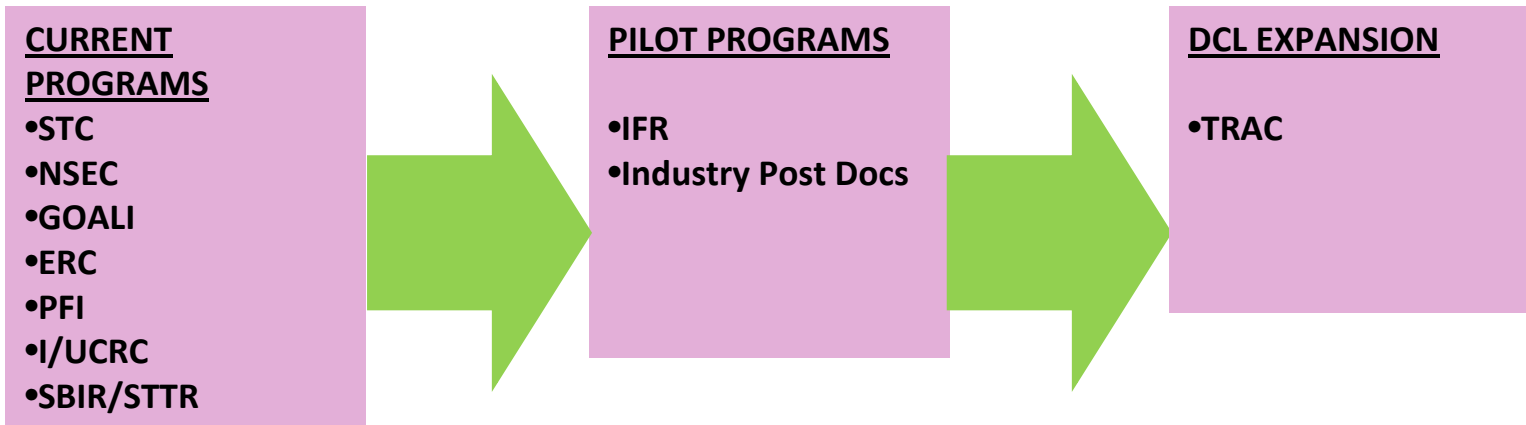 CURRENT
PROGRAMS
•STC
•NSEC
•GOALI
•ERC
•PFI
•I/UCRC
•SBIR/STTR
PILOT PROGRAMS
•IFR
•Industry Post Docs
DCL EXPANSION
•TRAC